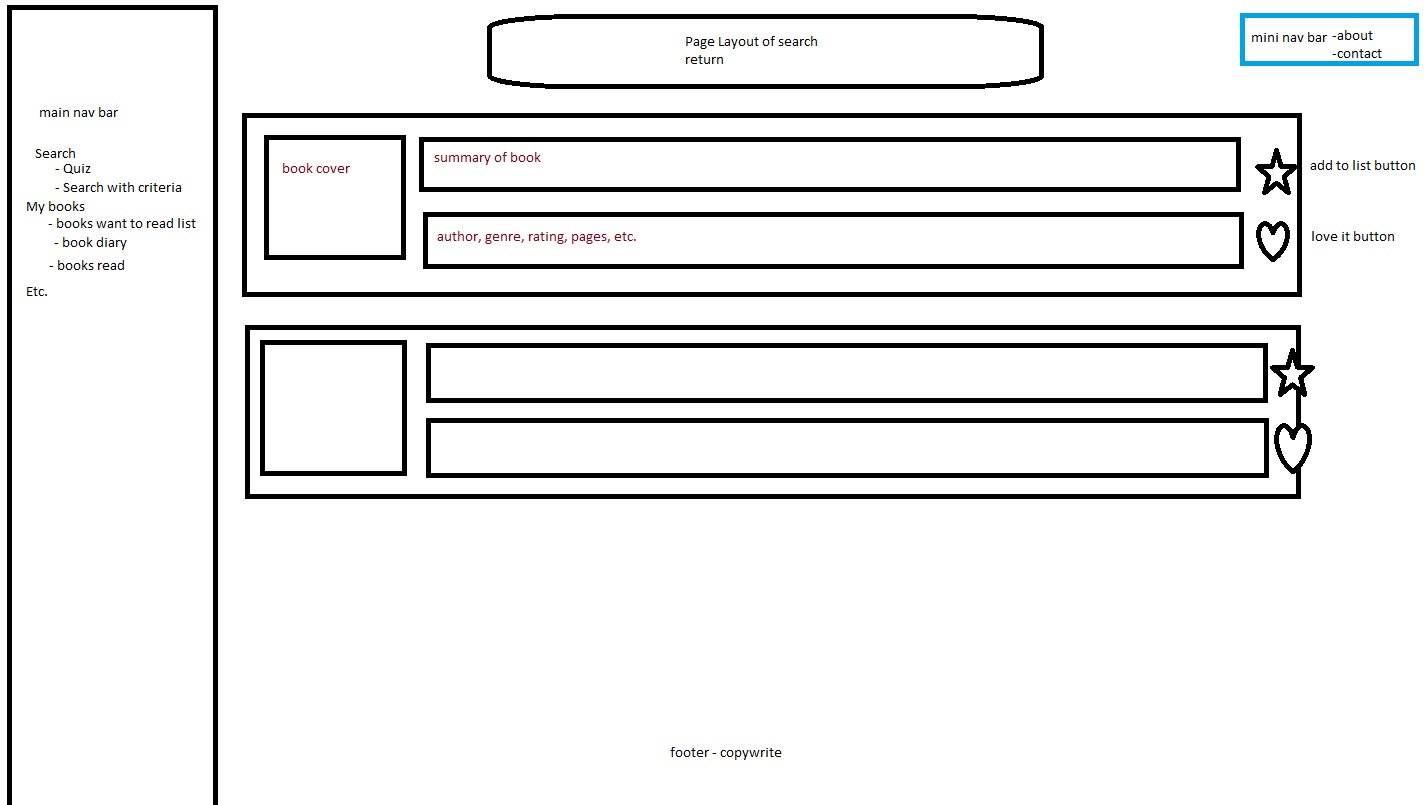 Page Layout of search
return
mini nav bar -about
-contact
main nav bar
Search
- Quiz
- Search with criteria
My books
- books want to read list
- book diary
- books read
Etc.
book cover
summary of book
add to list button
author, genre, rating, pages, etc.
love it button
footer - copywrite